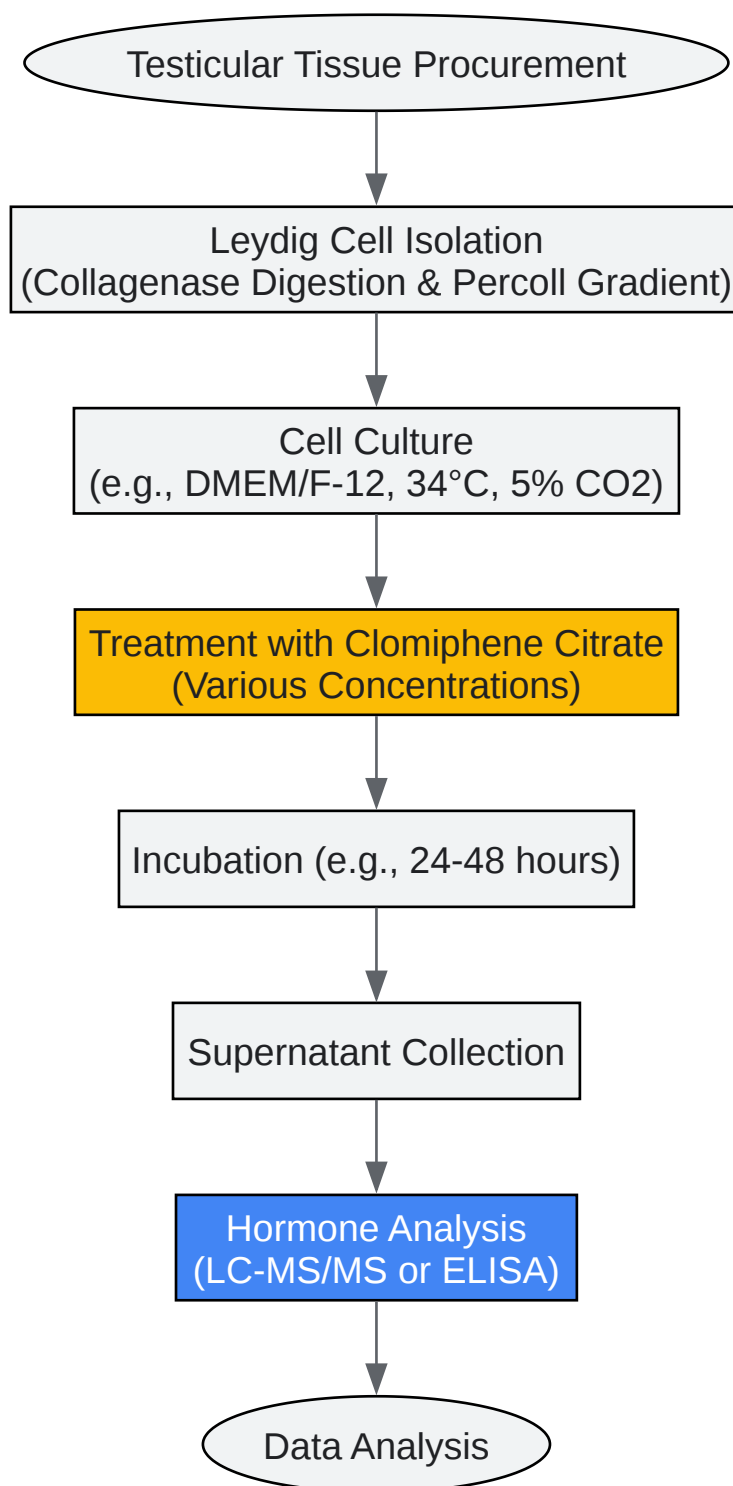 Testicular Tissue Procurement
Leydig Cell Isolation
(Collagenase Digestion & Percoll Gradient)
Cell Culture
(e.g., DMEM/F-12, 34°C, 5% CO2)
Treatment with Clomiphene Citrate
(Various Concentrations)
Incubation (e.g., 24-48 hours)
Supernatant Collection
Hormone Analysis
(LC-MS/MS or ELISA)
Data Analysis